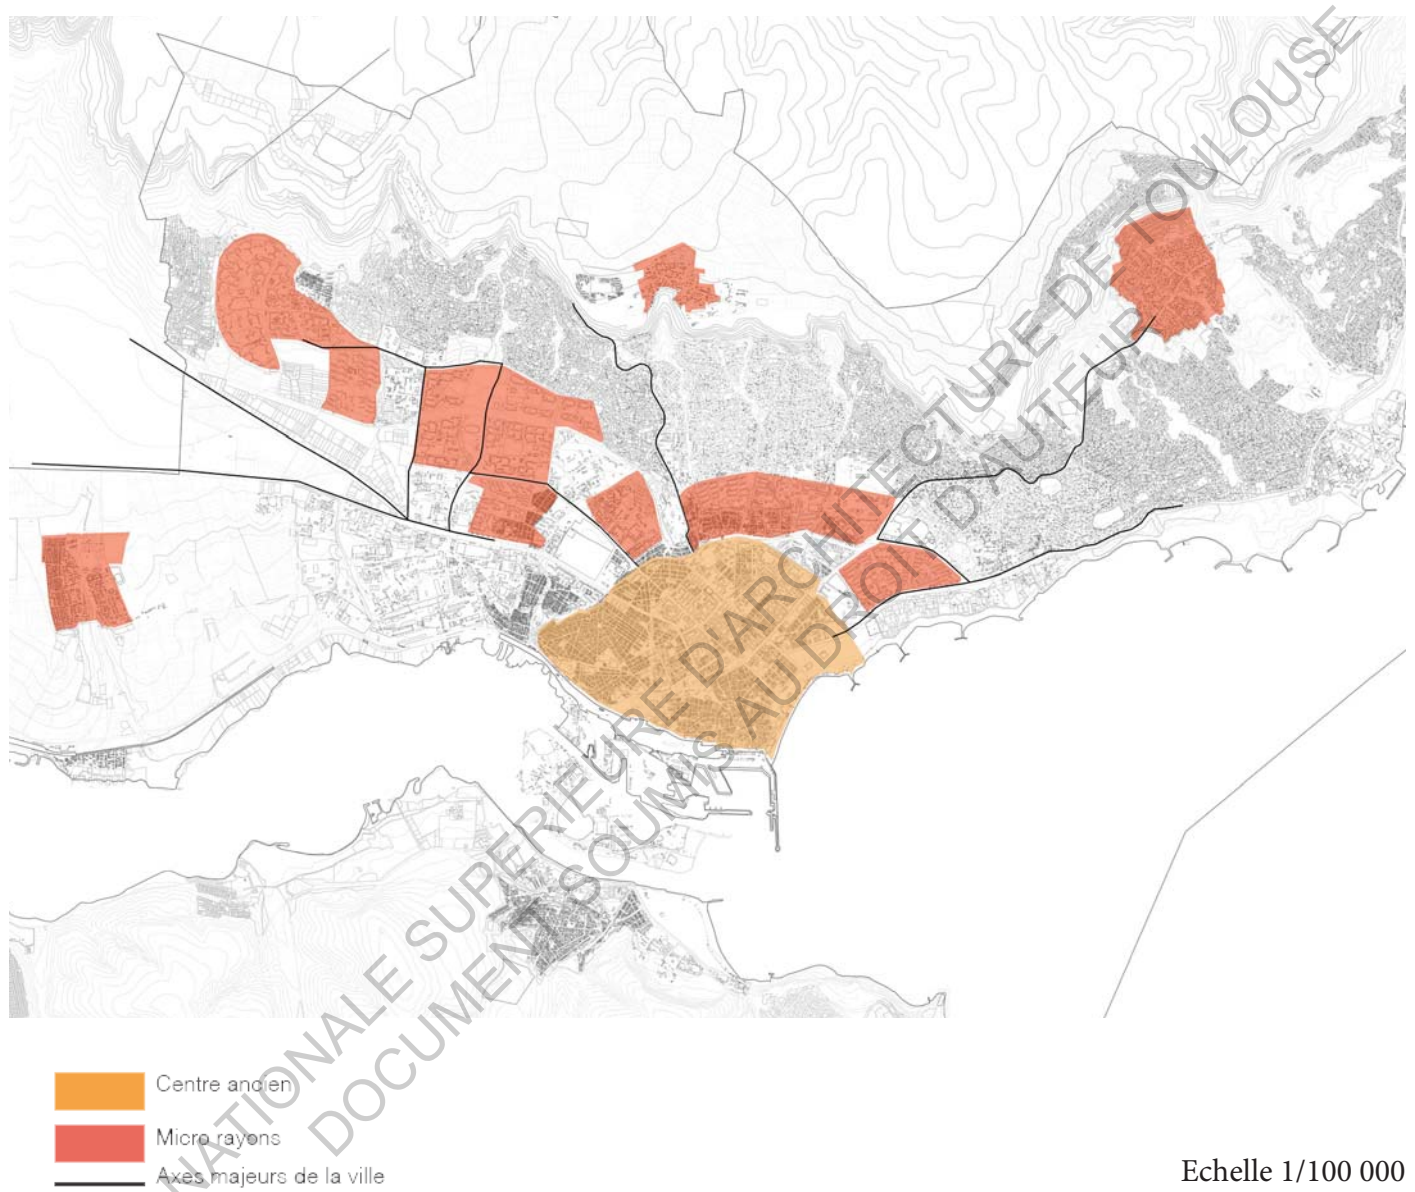 NATIONALE SUPERIEURE D'ARCHITECTURE DE TOULOUSE
DOCUMENT SOUMIS AU DROIT D'AUTEUR
Centre ancien
Micro rayons
Axes majeurs de la ville
Echelle 1/100 000